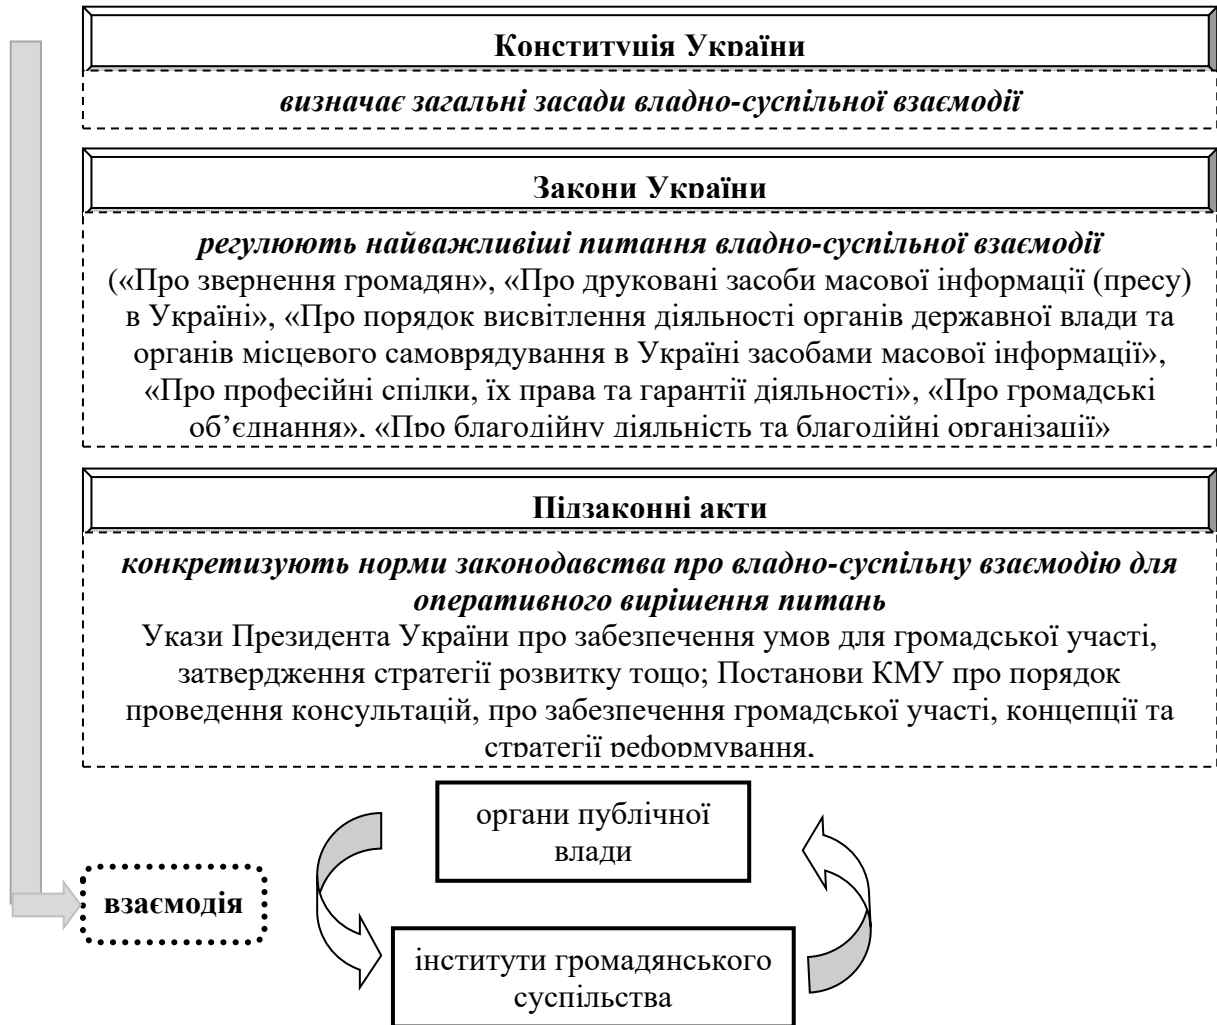 Конституція України
визначає загальні засади владно-суспільної взаємодії
Закони України
регулюють найважливіші питання владно-суспільної взаємодії
(«Про звернення громадян», «Про друковані засоби масової інформації (пресу)
в Україні», «Про порядок висвітлення діяльності органів державної влади та
органів місцевого самоврядування в Україні засобами масової інформації»,
«Про професійні спілки, їх права та гарантії діяльності», «Про громадські
об’єднання», «Про благодійну діяльність та благодійні організації»
Підзаконні акти
конкретизують норми законодавства про владно-суспільну взаємодію для
оперативного вирішення питань
Укази Президента України про забезпечення умов для громадської участі,
затвердження стратегії розвитку тощо; Постанови КМУ про порядок
проведення консультацій, про забезпечення громадської участі, концепції та
стратегії реформування.
органи публічної
влади
взаємодія
інститути громадянського
суспільства